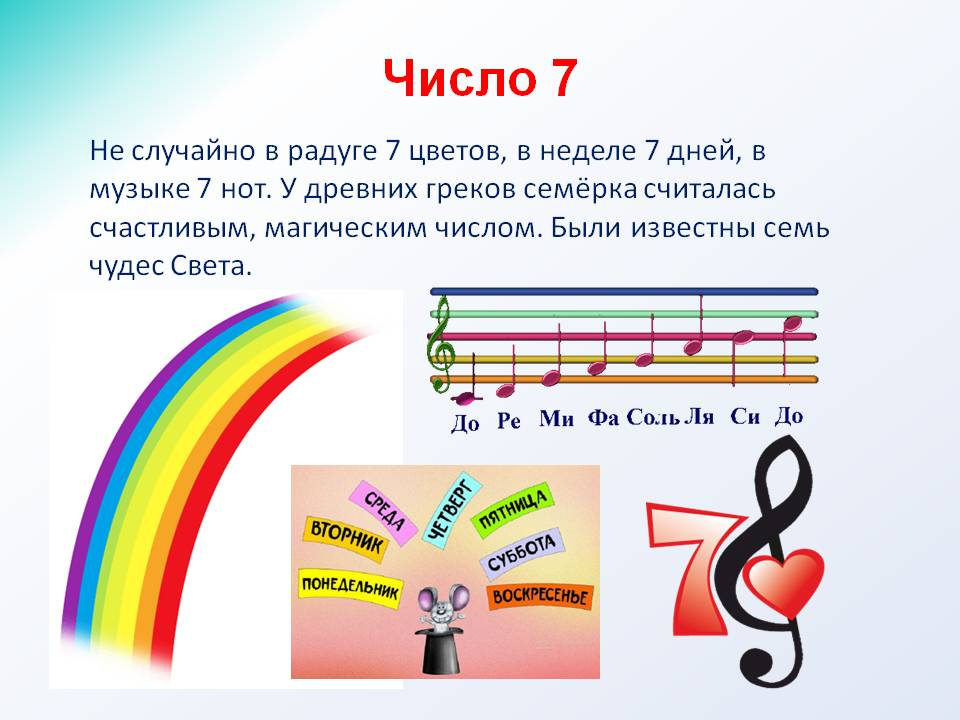 Число 7
Не случайно в радуге 7 цветов, в неделе 7 дней, в
музыке 7 нот. У древних греков семёрка считалась
счастливым, магическим числом. Были известны семь
чудес Света.
До Ре Ми Фа Соль Ля Си До
ПОНЕДЕЛЬНИК
ВТОРНИК
СРЕДА
ЧЕТВЕРГ
ПЯТНИЦА
СУББОТА
ВОСКРЕСЕНЬЕ
7